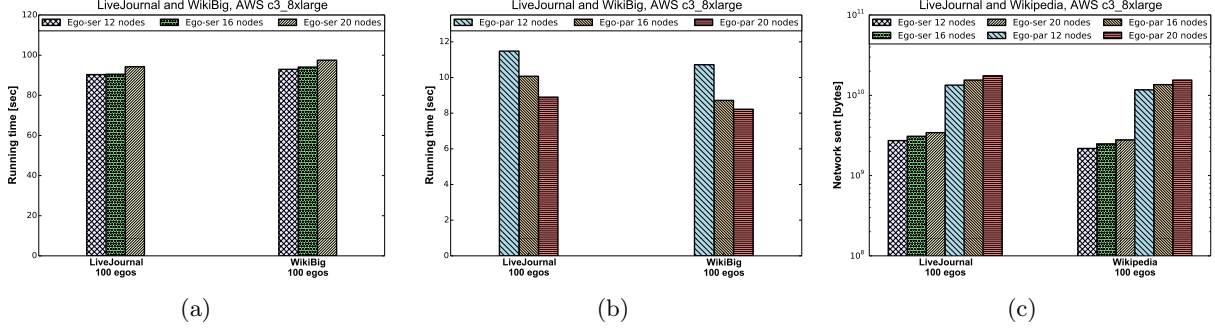 LiveJournal and WikiBig, AWS c3_8xlarge
Ego-ser 12 nodes Ego-ser 16 nodes Ego-ser 20 nodes
Running time [sec]
120
100
80
60
40
20
0
LiveJournal
100 egos
WikiBig
100 egos
(a)
LiveJournal and WikiBig, AWS c3_8xlarge
Ego-par 12 nodes Ego-par 16 nodes Ego-par 20 nodes
Running time [sec]
12
10
8
6
4
2
0
LiveJournal
100 egos
WikiBig
100 egos
(b)
LiveJournal and Wikipedia, AWS c3_8xlarge
Ego-ser 12 nodes Ego-ser 20 nodes Ego-par 16 nodes
Ego-ser 16 nodes Ego-par 12 nodes Ego-par 20 nodes
Network sent [bytes]
10^11
10^10
10^9
10^8
LiveJournal
100 egos
Wikipedia
100 egos
(c)